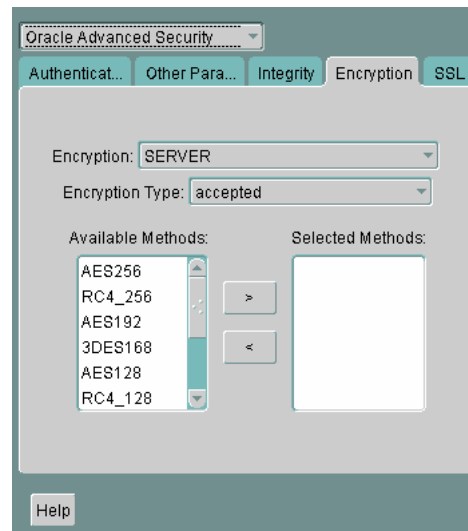 Oracle Advanced Security
Authenticat... Other Para... Integrity Encryption SSL
Encryption: SERVER
Encryption Type: accepted
Available Methods: Selected Methods:
AES256
RC4_256
>
AES192
3DES168
<
AES128
RC4_128
Help